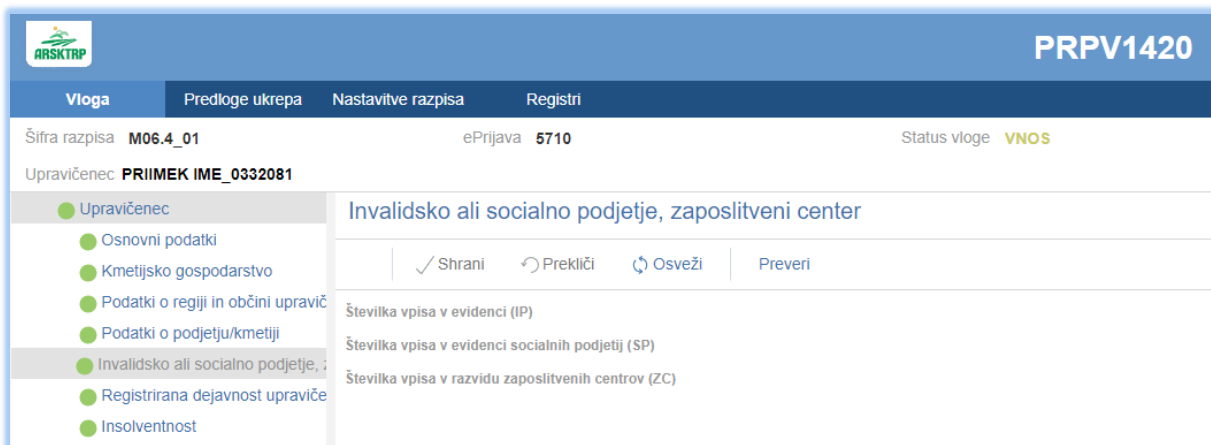 ARSKTRP
PRPV1420
Vloga Predloge ukrepa Nastavitve razpisa Registri
Šifra razpisa M06.4_01 ePrijava 5710 Status vloge VNOS
Upravičenec PRIIMEK IME_0332081
Upravičenec
Osnovni podatki
Kmetijsko gospodarstvo
Podatki o regiji in občini upravič
Podatki o podjetju/kmetiji
Invalidsko ali socialno podjetje, z
Registrirana dejavnost upraviče
Insolventnost
Invalidsko ali socialno podjetje, zaposlitveni center
Shrani Prekliči Osveži Preveri
Številka vpisa v evidenci (IP)
Številka vpisa v evidenci socialnih podjetij (SP)
Številka vpisa v razvidu zaposlitvenih centrov (ZC)